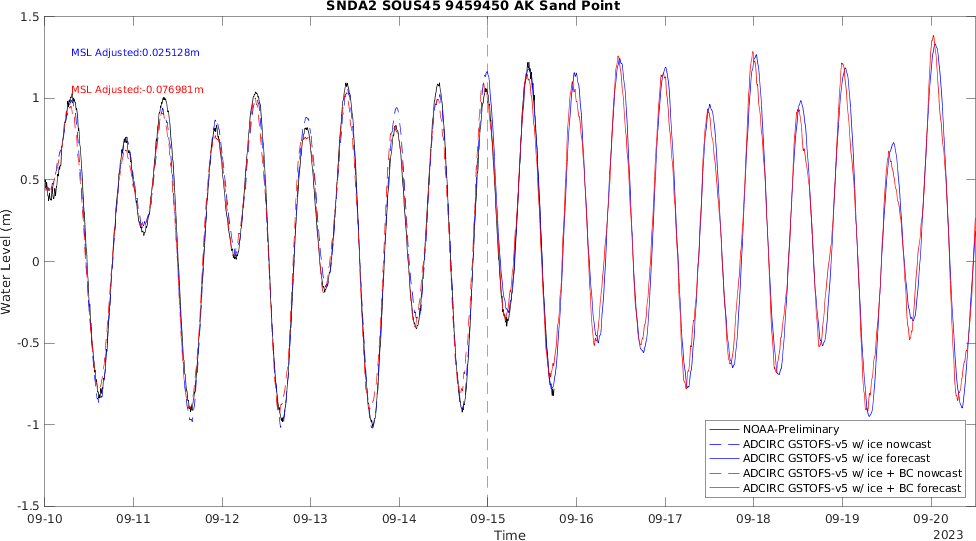 SNDA2 SOUS45 9459450 AK Sand Point
1.5
MSL Adjusted:0.025128m
MSL Adjusted:-0.076981m
1
0.5
0
-0.5
-1
-1.5
Water Level (m)
NOAA-Preliminary
ADCIRC GSTOFS-v5 w/ ice nowcast
ADCIRC GSTOFS-v5 w/ ice forecast
ADCIRC GSTOFS-v5 w/ ice + BC nowcast
ADCIRC GSTOFS-v5 w/ ice + BC forecast
09-10 09-11 09-12 09-13 09-14 09-15 09-16 09-17 09-18 09-19 09-20
Time
2023